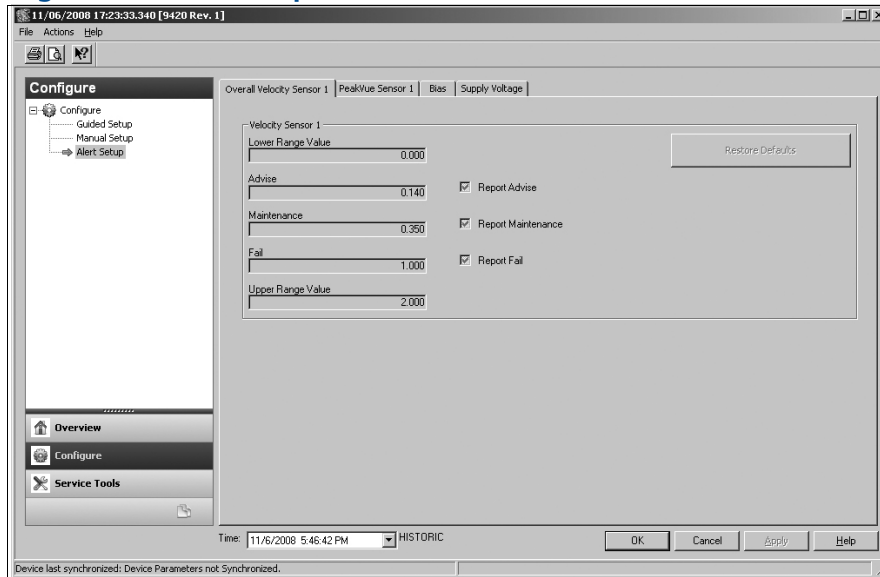 11/06/2008 17:23:33.340 [9420 Rev. 1]
File Actions Help
Configure
Configure
Guided Setup
Manual Setup
Alert Setup
Overview
Configure
Service Tools
Overall Velocity Sensor 1 PeakVue Sensor 1 Bias Supply Voltage
Velocity Sensor 1
Lower Range Value
0.000
Restore Defaults
Advise
0.140
Report Advise
Maintenance
0.350
Report Maintenance
Fail
1.000
Report Fail
Upper Range Value
2.000
Time: 11/6/2008 5:46:42 PM HISTORIC
OK Cancel Apply Help
Device last synchronized: Device Parameters not Synchronized.